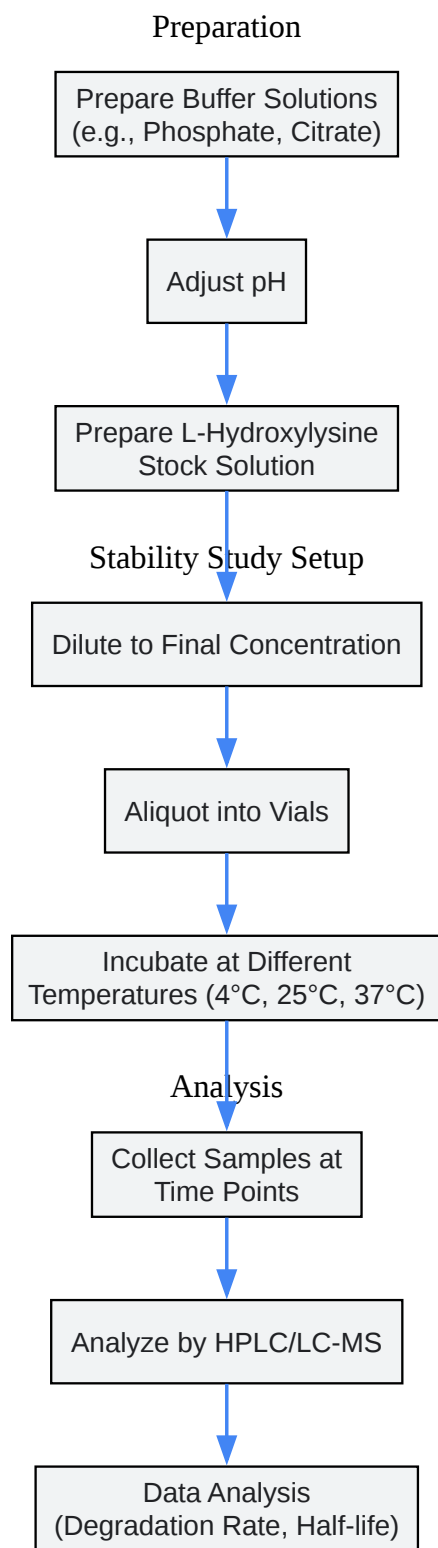 Preparation
Prepare Buffer Solutions
(e.g., Phosphate, Citrate)
Adjust pH
Prepare L-Hydroxylysine
Stock Solution
Stability Study Setup
Dilute to Final Concentration
Aliquot into Vials
Incubate at Different
Temperatures (4°C, 25°C, 37°C)
Analysis
Collect Samples at
Time Points
Analyze by HPLC/LC-MS
Data Analysis
(Degradation Rate, Half-life)